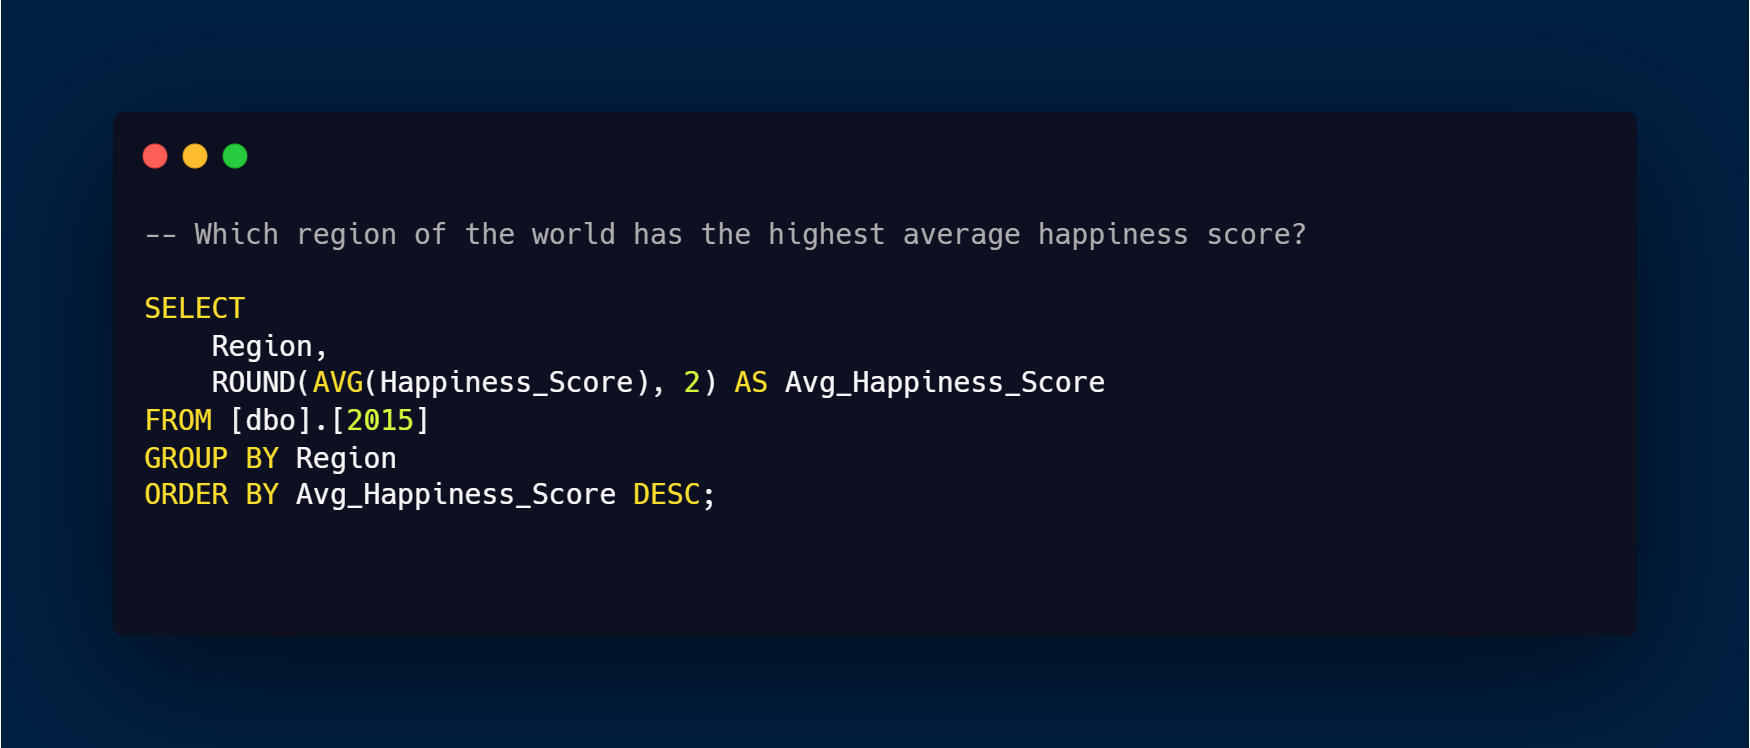 -- Which region of the world has the highest average happiness score?
SELECT
    Region,
    ROUND(AVG(Happiness_Score), 2) AS Avg_Happiness_Score
FROM [dbo].[2015]
GROUP BY Region
ORDER BY Avg_Happiness_Score DESC;